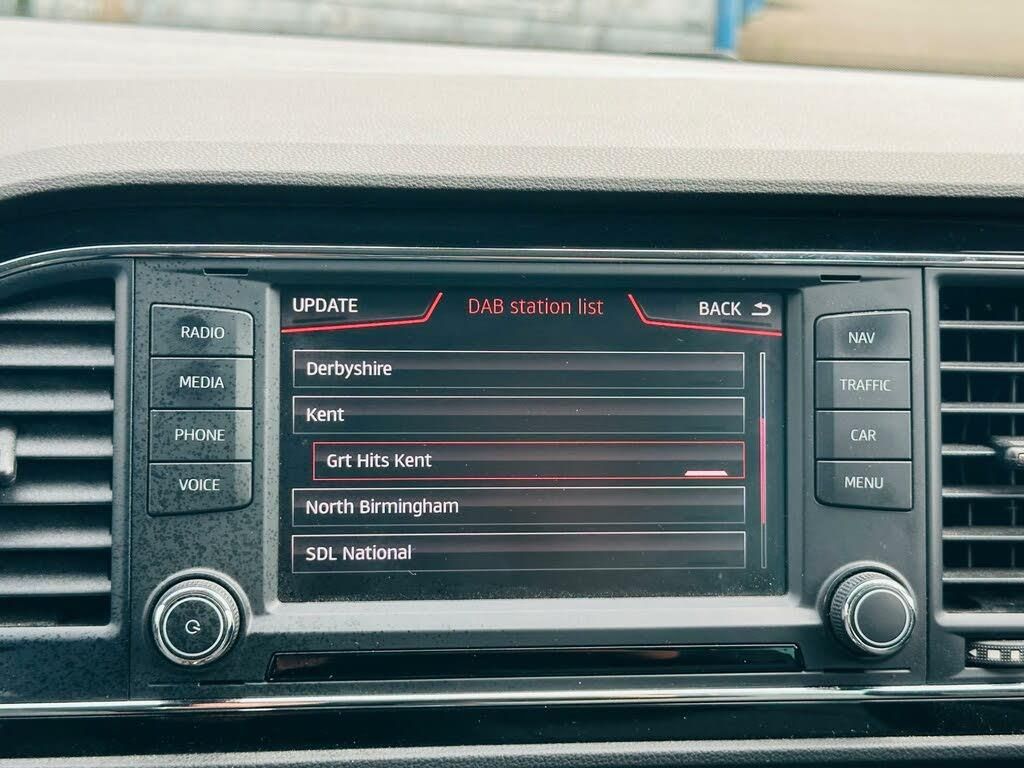 UPDATE
DAB station list
BACK
RADIO
MEDIA
PHONE
VOICE
Derbyshire
Kent
Grt Hits Kent
North Birmingham
SDL National
NAV
TRAFFIC
CAR
MENU